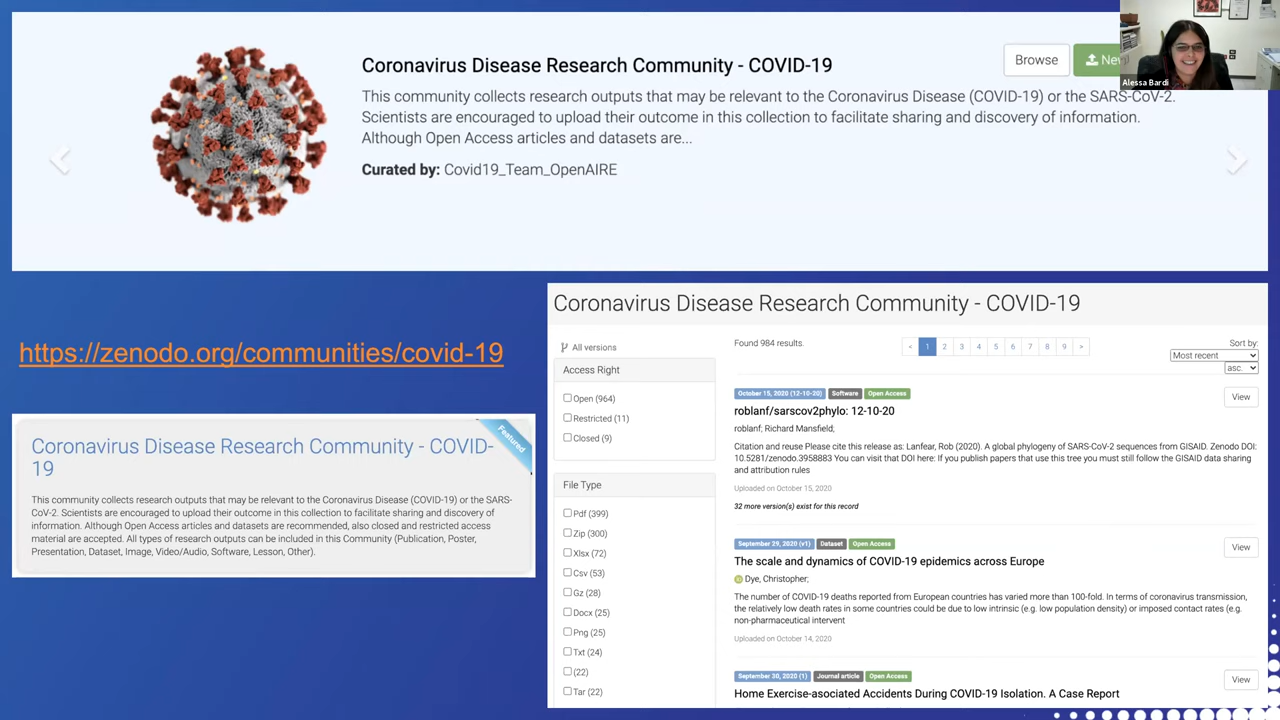 Coronavirus Disease Research Community - COVID-19
Browse
New
This community collects research outputs that may be relevant to the Coronavirus Disease (COVID-19) or the SARS-CoV-2.
Scientists are encouraged to upload their outcome in this collection to facilitate sharing and discovery of information.
Although Open Access articles and datasets are...
Curated by: Covid19_Team_OpenAIRE
Alessa Bardi
https://zenodo.org/communities/covid-19
Featured
Coronavirus Disease Research Community - COVID-
19
This community collects research outputs that may be relevant to the Coronavirus Disease (COVID-19) or the SARS-
CoV-2. Scientists are encouraged to upload their outcome in this collection to facilitate sharing and discovery of
information. Although Open Access articles and datasets are recommended, also closed and restricted access
material are accepted. All types of research outputs can be included in this Community (Publication, Poster,
Presentation, Dataset, Image, Video/Audio, Software, Lesson, Other).
Coronavirus Disease Research Community - COVID-19
All versions
Access Right
Open (964)
Restricted (11)
Closed (9)
File Type
Pdf (399)
Zip (300)
Xlsx (72)
Csv (53)
Gz (28)
Docx (25)
Png (25)
Txt (24)
(22)
Tar (22)
Found 984 results.
< 1 2 3 4 5 6 7 8 9 >
Sort by:
Most recent
asc.
October 15, 2020 (12-10-20) Software Open Access
View
roblanf/sarscov2phylo: 12-10-20
roblanf; Richard Mansfield;
Citation and reuse Please cite this release as: Lanfear, Rob (2020). A global phylogeny of SARS-CoV-2 sequences from GISAID. Zenodo DOI:
10.5281/zenodo.3958883 You can visit that DOI here: If you publish papers that use this tree you must still follow the GISAID data sharing
and attribution rules
Uploaded on October 15, 2020
32 more version(s) exist for this record
September 29, 2020 (v1) Dataset Open Access
View
The scale and dynamics of COVID-19 epidemics across Europe
Dye, Christopher;
The number of COVID-19 deaths reported from European countries has varied more than 100-fold. In terms of coronavirus transmission,
the relatively low death rates in some countries could be due to low intrinsic (e.g. low population density) or imposed contact rates (e.g.
non-pharmaceutical intervent
Uploaded on October 14, 2020
September 30, 2020 (1) Journal article Open Access
View
Home Exercise-asociated Accidents During COVID-19 Isolation. A Case Report